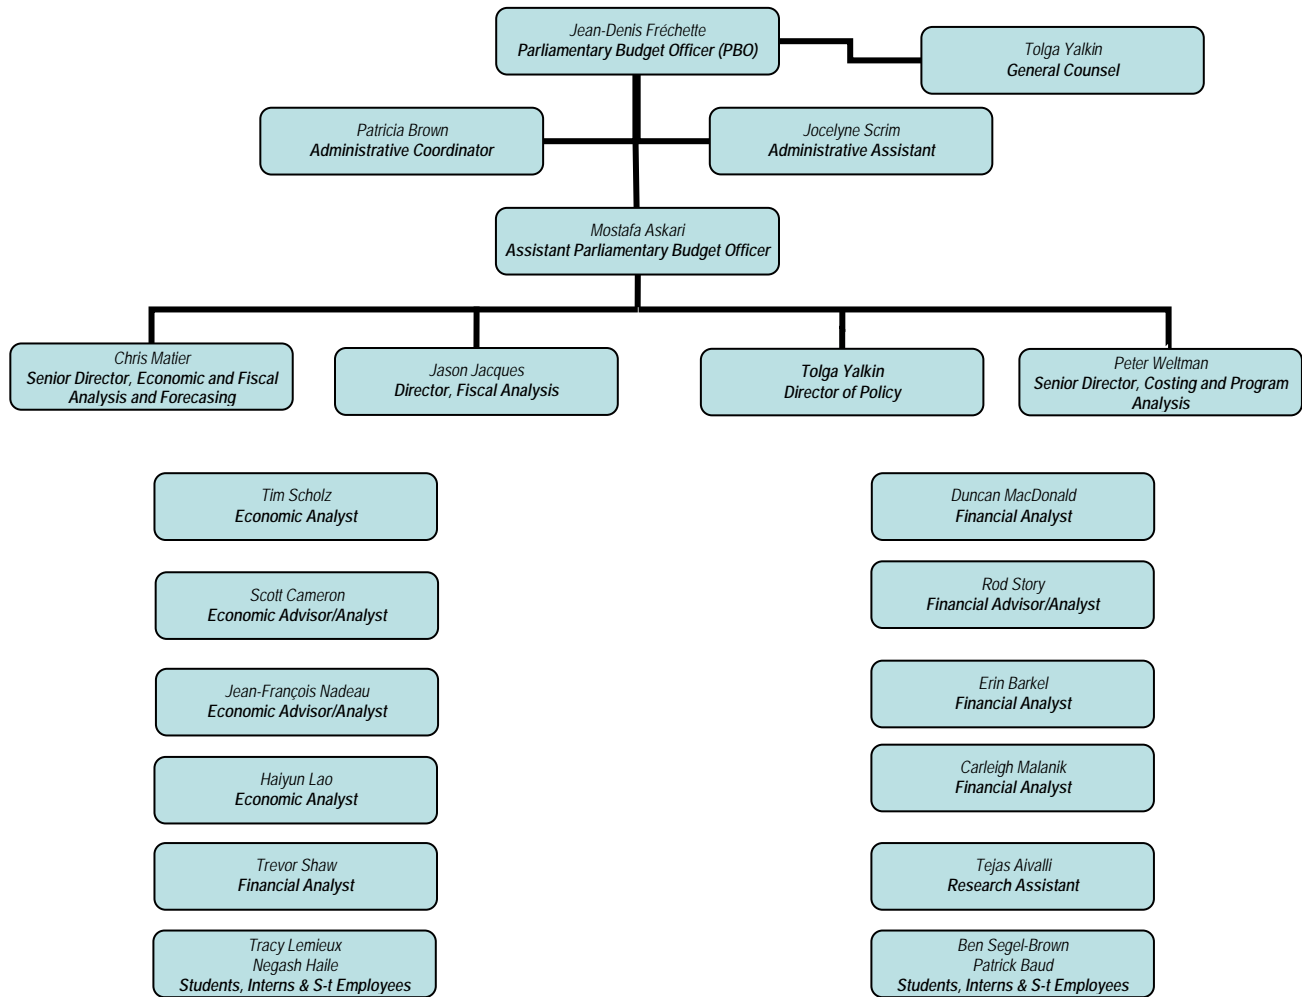 Jean-Denis Fréchette
Parliamentary Budget Officer (PBO)
Tolga Yalkin
General Counsel
Patricia Brown
Administrative Coordinator
Jocelyne Scrim
Administrative Assistant
Mostafa Askari
Assistant Parliamentary Budget Officer
Chris Matier
Senior Director, Economic and Fiscal
Analysis and Forecasing
Jason Jacques
Director, Fiscal Analysis
Tolga Yalkin
Director of Policy
Peter Weltman
Senior Director, Costing and Program
Analysis
Tim Scholz
Economic Analyst
Scott Cameron
Economic Advisor/Analyst
Jean-François Nadeau
Economic Advisor/Analyst
Haiyun Lao
Economic Analyst
Trevor Shaw
Financial Analyst
Tracy Lemieux
Negash Haile
Students, Interns & S-t Employees
Duncan MacDonald
Financial Analyst
Rod Story
Financial Advisor/Analyst
Erin Barkel
Financial Analyst
Carleigh Malanik
Financial Analyst
Tejas Aivalli
Research Assistant
Ben Segel-Brown
Patrick Baud
Students, Interns & S-t Employees